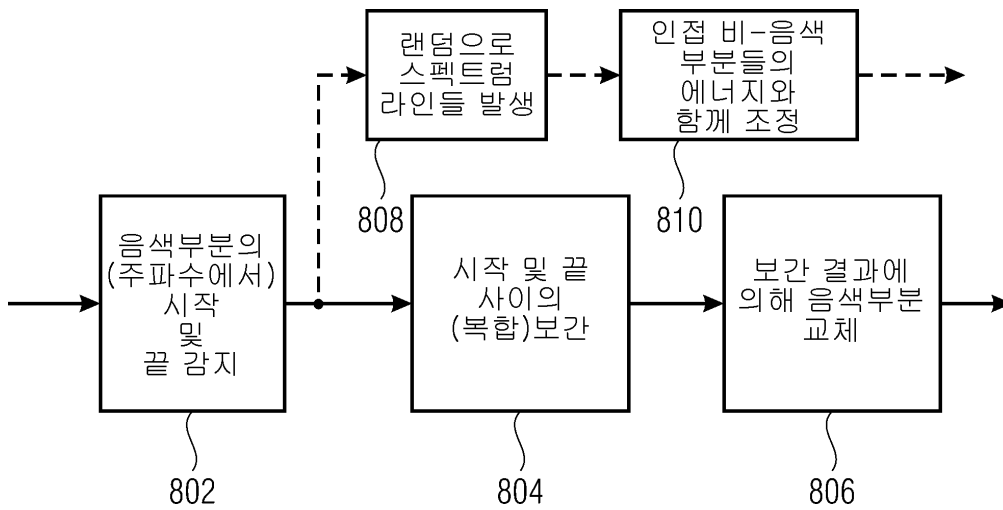 랜덤으로
스펙트럼
라인들 발생
808
인접 비-음색
부분들의
에너지와
함께 조정
810
음색부분의
(주파수에서)
시작
및
끝 감지
802
시작 및 끝
사이의
(복합)보간
804
보간 결과에
의해 음색부분
교체
806